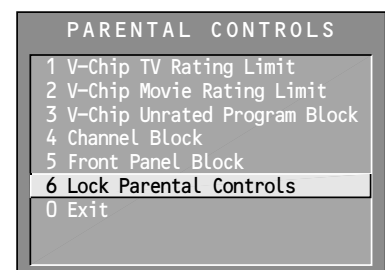 PARENTAL CONTROLS
1 V-Chip TV Rating Limit
2 V-Chip Movie Rating Limit
3 V-Chip Unrated Program Block
4 Channel Block
5 Front Panel Block
6 Lock Parental Controls
0 Exit